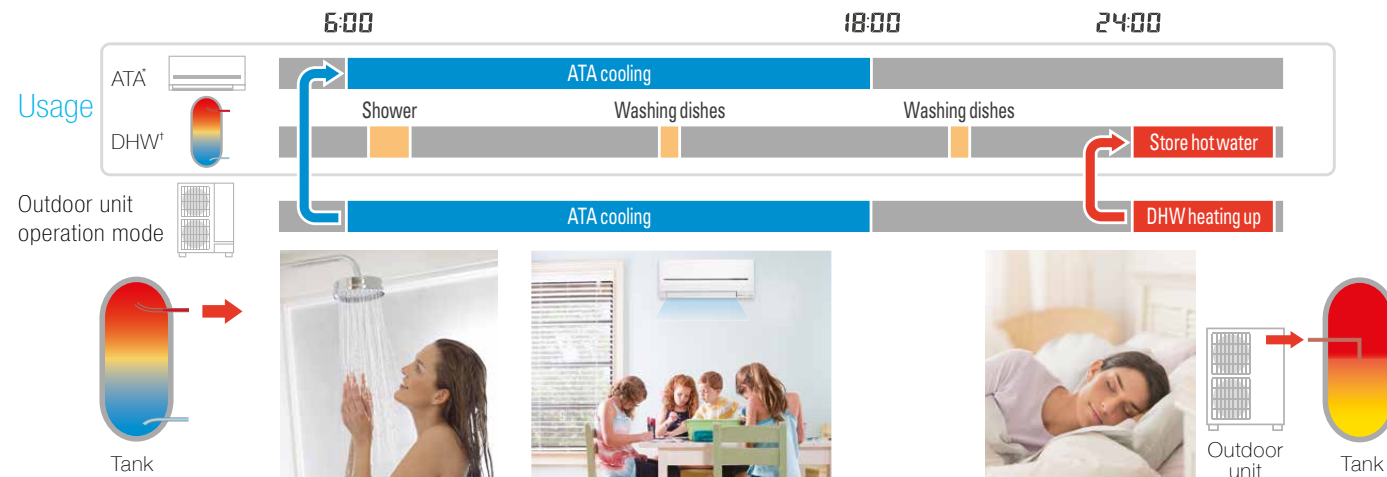 6:00 18:00 24:00
ATA* ATA cooling
Usage
Shower Washing dishes Washing dishes
DHW† Store hot water
Outdoor unit
operation mode
ATA cooling DHW heating up
Tank
Outdoor
unit
Tank